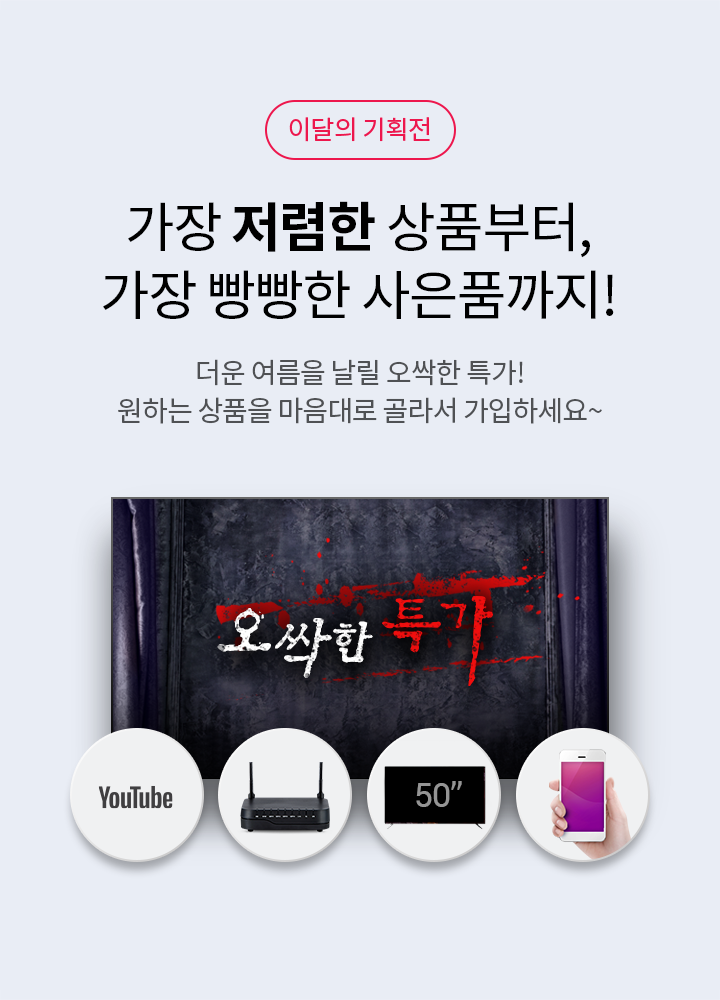 이달의 기획전
가장 저렴한 상품부터,
가장 빵빵한 사은품까지!
더운 여름을 날릴 오싹한 특가!
원하는 상품을 마음대로 골라서 가입하세요~
오싹한 특가
YouTube
50”